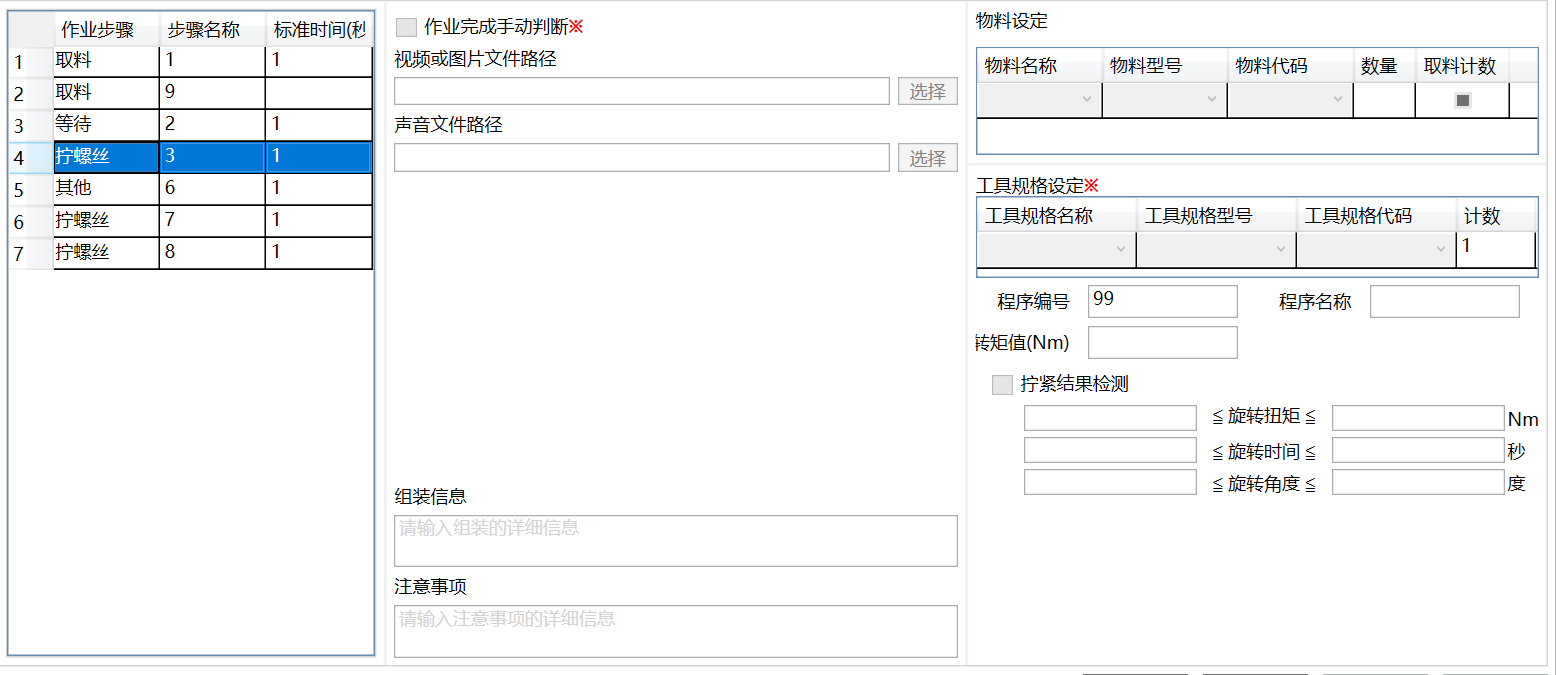 作业步骤 步骤名称 标准时间(秒
1 取料 1 1
2 取料 9
3 等待 2 1
4 拧螺丝 3 1
5 其他 6 1
6 拧螺丝 7 1
7 拧螺丝 8 1
作业完成手动判断※
视频或图片文件路径
选择
声音文件路径
选择
组装信息
请输入组装的详细信息
注意事项
请输入注意事项的详细信息
物料设定
物料名称 物料型号 物料代码 数量 取料计数
工具规格设定※
工具规格名称 工具规格型号 工具规格代码 计数
1
程序编号 99 程序名称
转矩值(Nm)
拧紧结果检测
≦ 旋转扭矩 ≦ Nm
≦ 旋转时间 ≦ 秒
≦ 旋转角度 ≦ 度